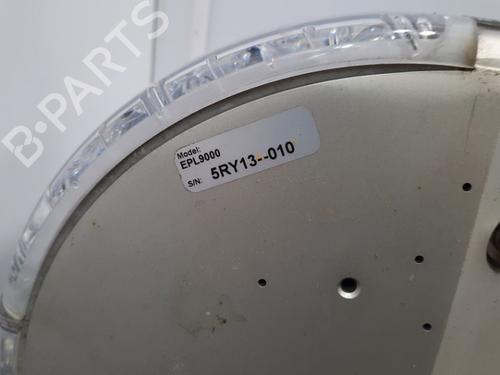 B-PARTS
Model:
EPL9000
S/N: 5RY13--010